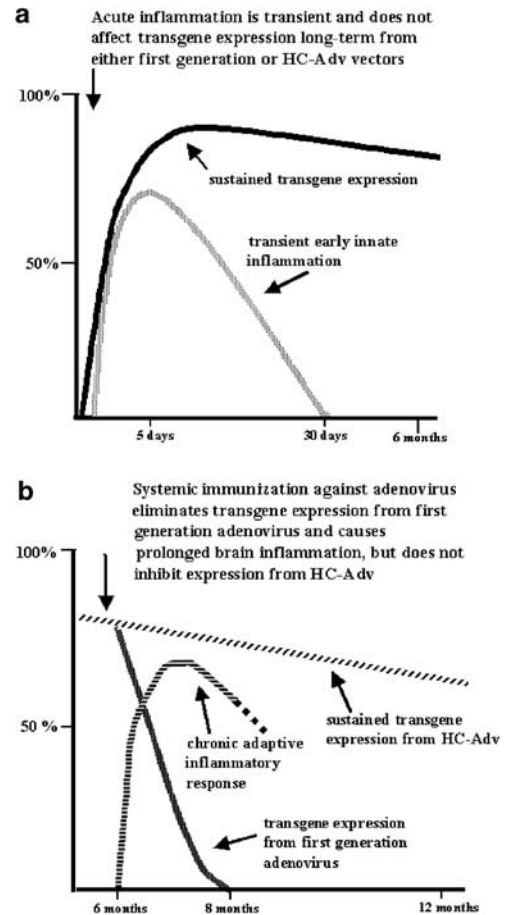 a
Acute inflammation is transient and does not
affect transgene expression long-term from
either first generation or HC-Adv vectors
100%
sustained transgene expression
transient early innate
inflammation
50%
5 days
30 days
6 months
b
Systemic immunization against adenovirus
eliminates transgene expression from first
generation adenovirus and causes
prolonged brain inflammation, but does not
inhibit expression from HC-Adv
100%
50 %
sustained transgene
expression from HC-Adv
chronic adaptive
inflammatory
response
transgene expression
from first generation
adenovirus
6 months
8 months
12 months